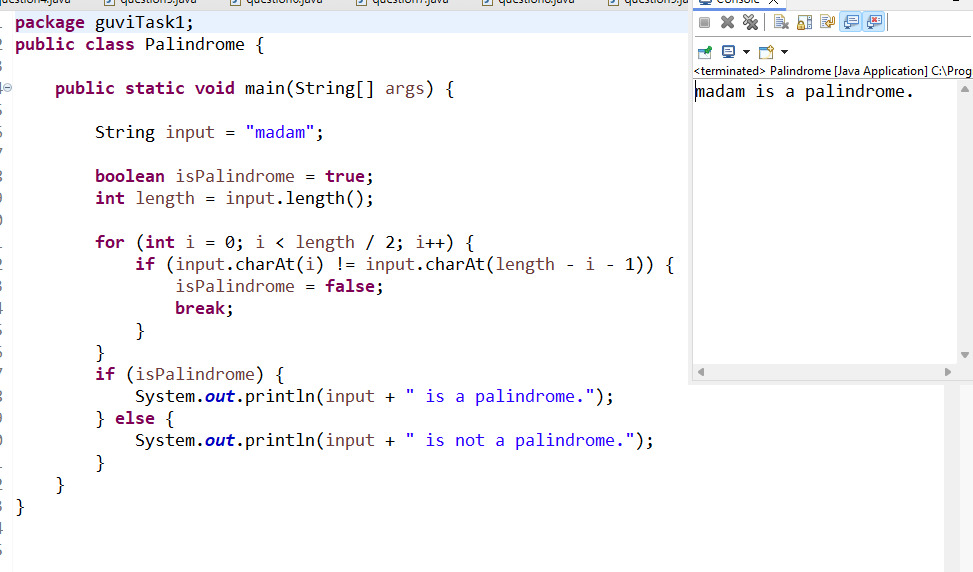 package guviTask1;
public class Palindrome {
public static void main(String[] args) {
String input = "madam";
boolean isPalindrome = true;
int length = input.length();
for (int i = 0; i < length / 2; i++) {
if (input.charAt(i) != input.charAt(length - i - 1)) {
isPalindrome = false;
break;
}
}
if (isPalindrome) {
System.out.println(input + " is a palindrome.");
} else {
System.out.println(input + " is not a palindrome.");
}
}
}
Console
<terminated> Palindrome [Java Application] C:\Prog
madam is a palindrome.